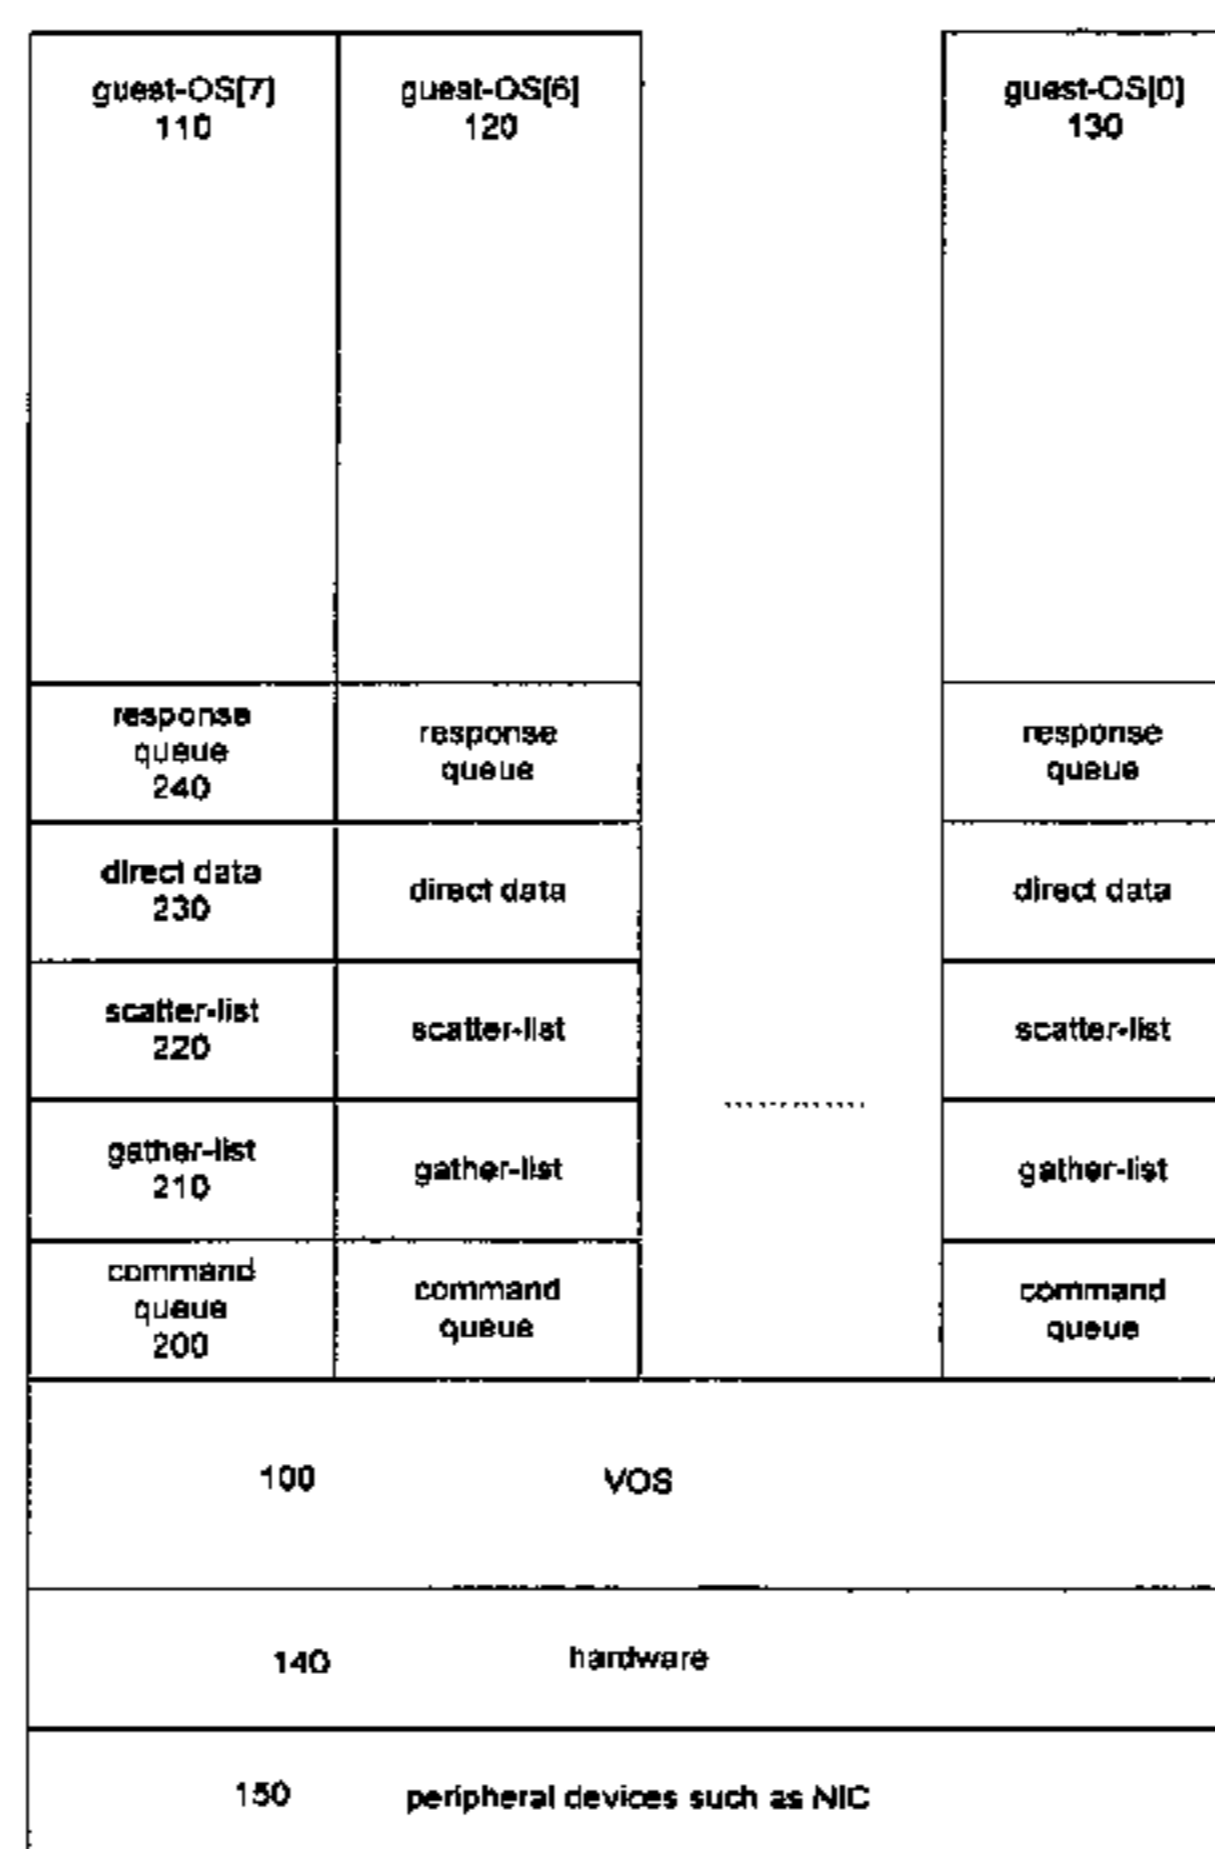 guest-OS[7]
110
guest-OS[6]
120
guest-OS[0]
130
response
queue
240
response
queue
response
queue
direct data
230
direct data
direct data
scatter-list
220
scatter-list
scatter-list
gather-list
210
gather-list
gather-list
command
queue
200
command
queue
command
queue
100 VOS
140 hardware
150 peripheral devices such as NIC